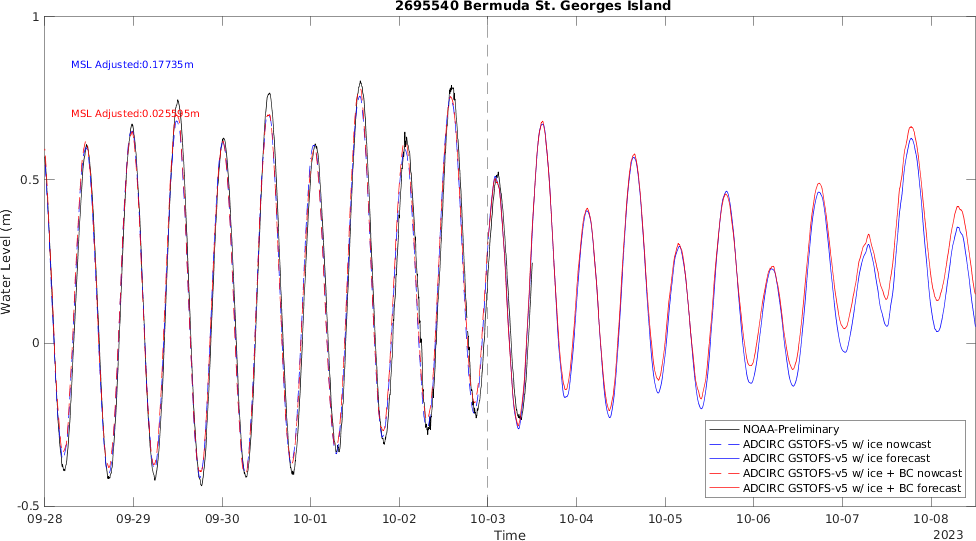 2695540 Bermuda St. Georges Island
1
MSL Adjusted:0.17735m
MSL Adjusted:0.025595m
0.5
Water Level (m)
0
-0.5
NOAA-Preliminary
ADCIRC GSTOFS-v5 w/ ice nowcast
ADCIRC GSTOFS-v5 w/ ice forecast
ADCIRC GSTOFS-v5 w/ ice + BC nowcast
ADCIRC GSTOFS-v5 w/ ice + BC forecast
09-28 09-29 09-30 10-01 10-02 10-03 10-04 10-05 10-06 10-07 10-08
Time
2023